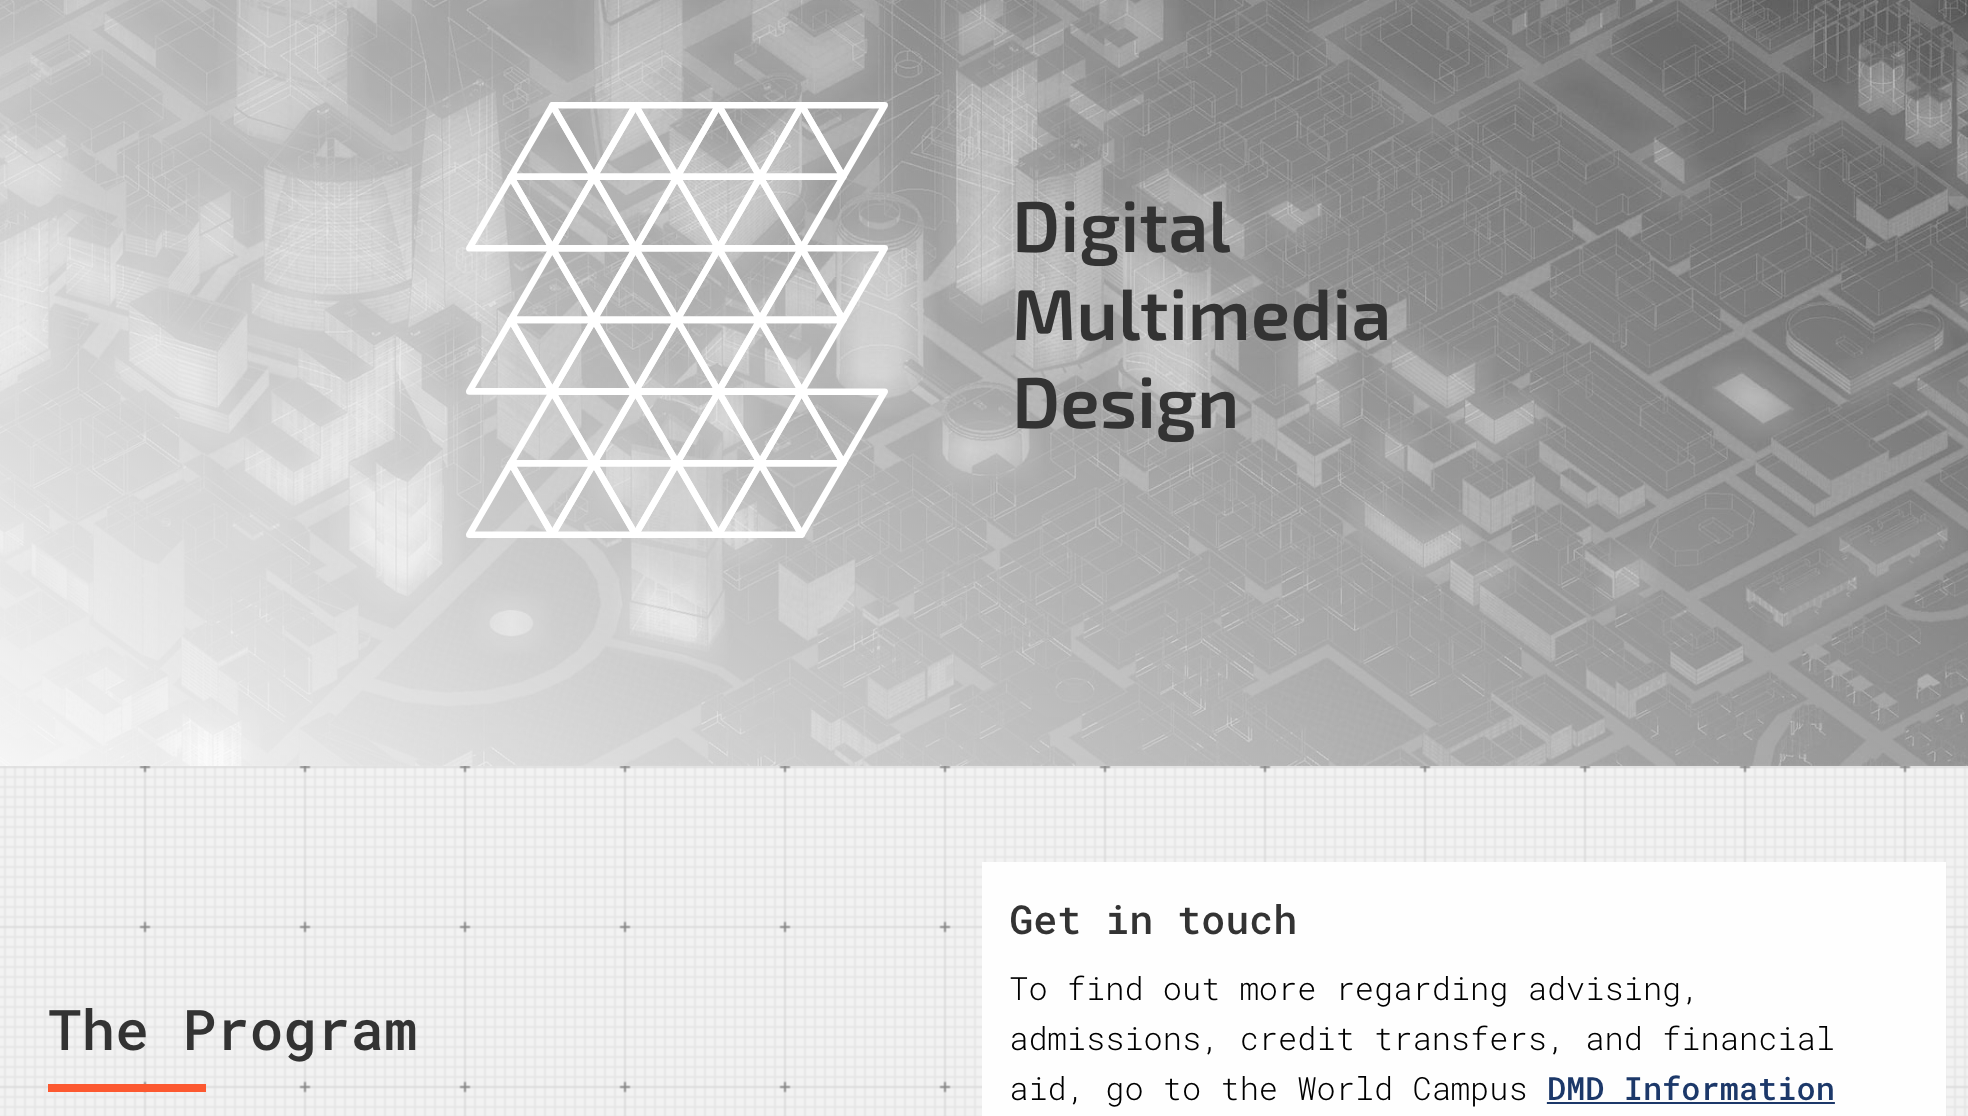 Digital
Multimedia
Design
Get in touch
To find out more regarding advising,
admissions, credit transfers, and financial
aid, go to the World Campus DMD Information
The Program